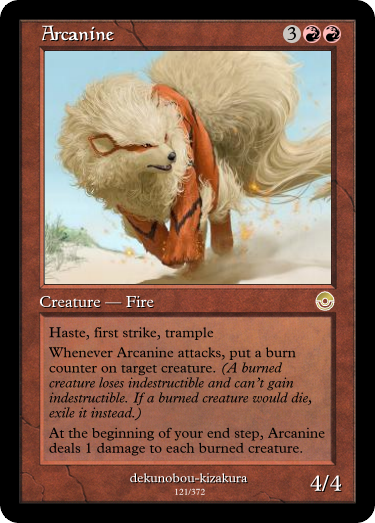 Arcanine 3
Creature — Fire
Haste, first strike, trample
Whenever Arcanine attacks, put a burn
counter on target creature. (A burned
creature loses indestructible and can't gain
indestructible. If a burned creature would die,
exile it instead.)
At the beginning of your end step, Arcanine
deals 1 damage to each burned creature.
dekunobou-kizakura
121/372
4/4